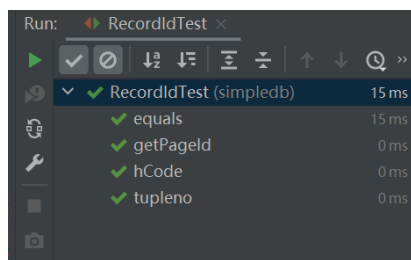 Run: RecordIdTest ×
RecordIdTest (simpledb) 15 ms
equals 15 ms
getPageId 0 ms
hCode 0 ms
tupleno 0 ms